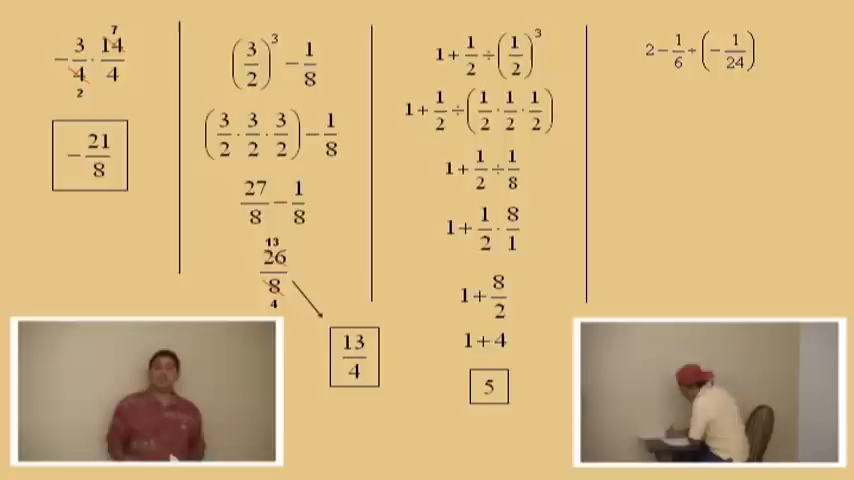 7
-3/4 · 14/4
2
-21/8
(3/2)³ - 1/8
(3/2 · 3/2 · 3/2) - 1/8
27/8 - 1/8
13
26/8
4
13/4
1 + 1/2 ÷ (1/2)³
1 + 1/2 ÷ (1/2 · 1/2 · 1/2)
1 + 1/2 ÷ 1/8
1 + 1/2 · 8/1
1 + 8/2
1 + 4
5
2 - 1/6 ÷ (-1/24)